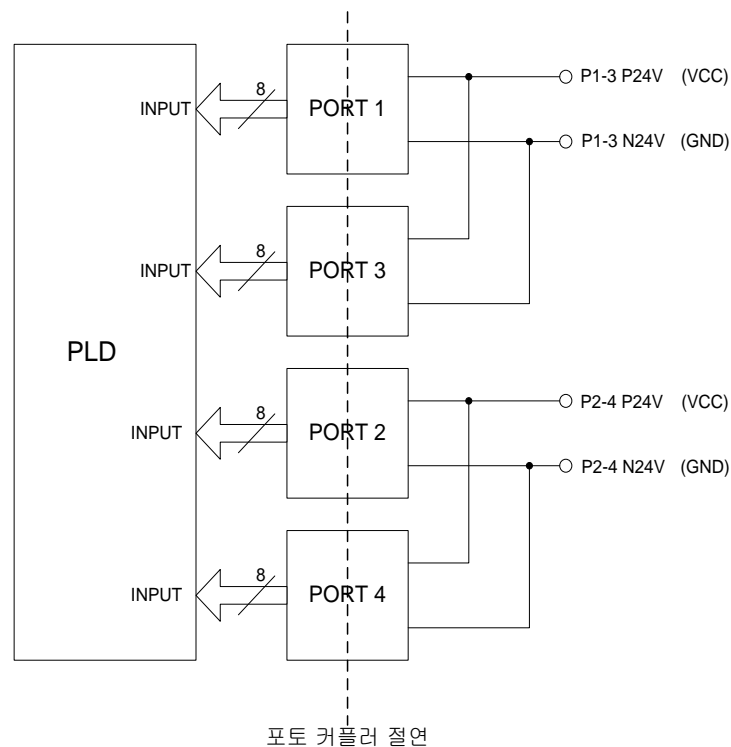 8
INPUT
PORT 1
P1-3 P24V (VCC)
P1-3 N24V (GND)
8
INPUT
PORT 3
PLD
8
INPUT
PORT 2
P2-4 P24V (VCC)
P2-4 N24V (GND)
8
INPUT
PORT 4
포토 커플러 절연